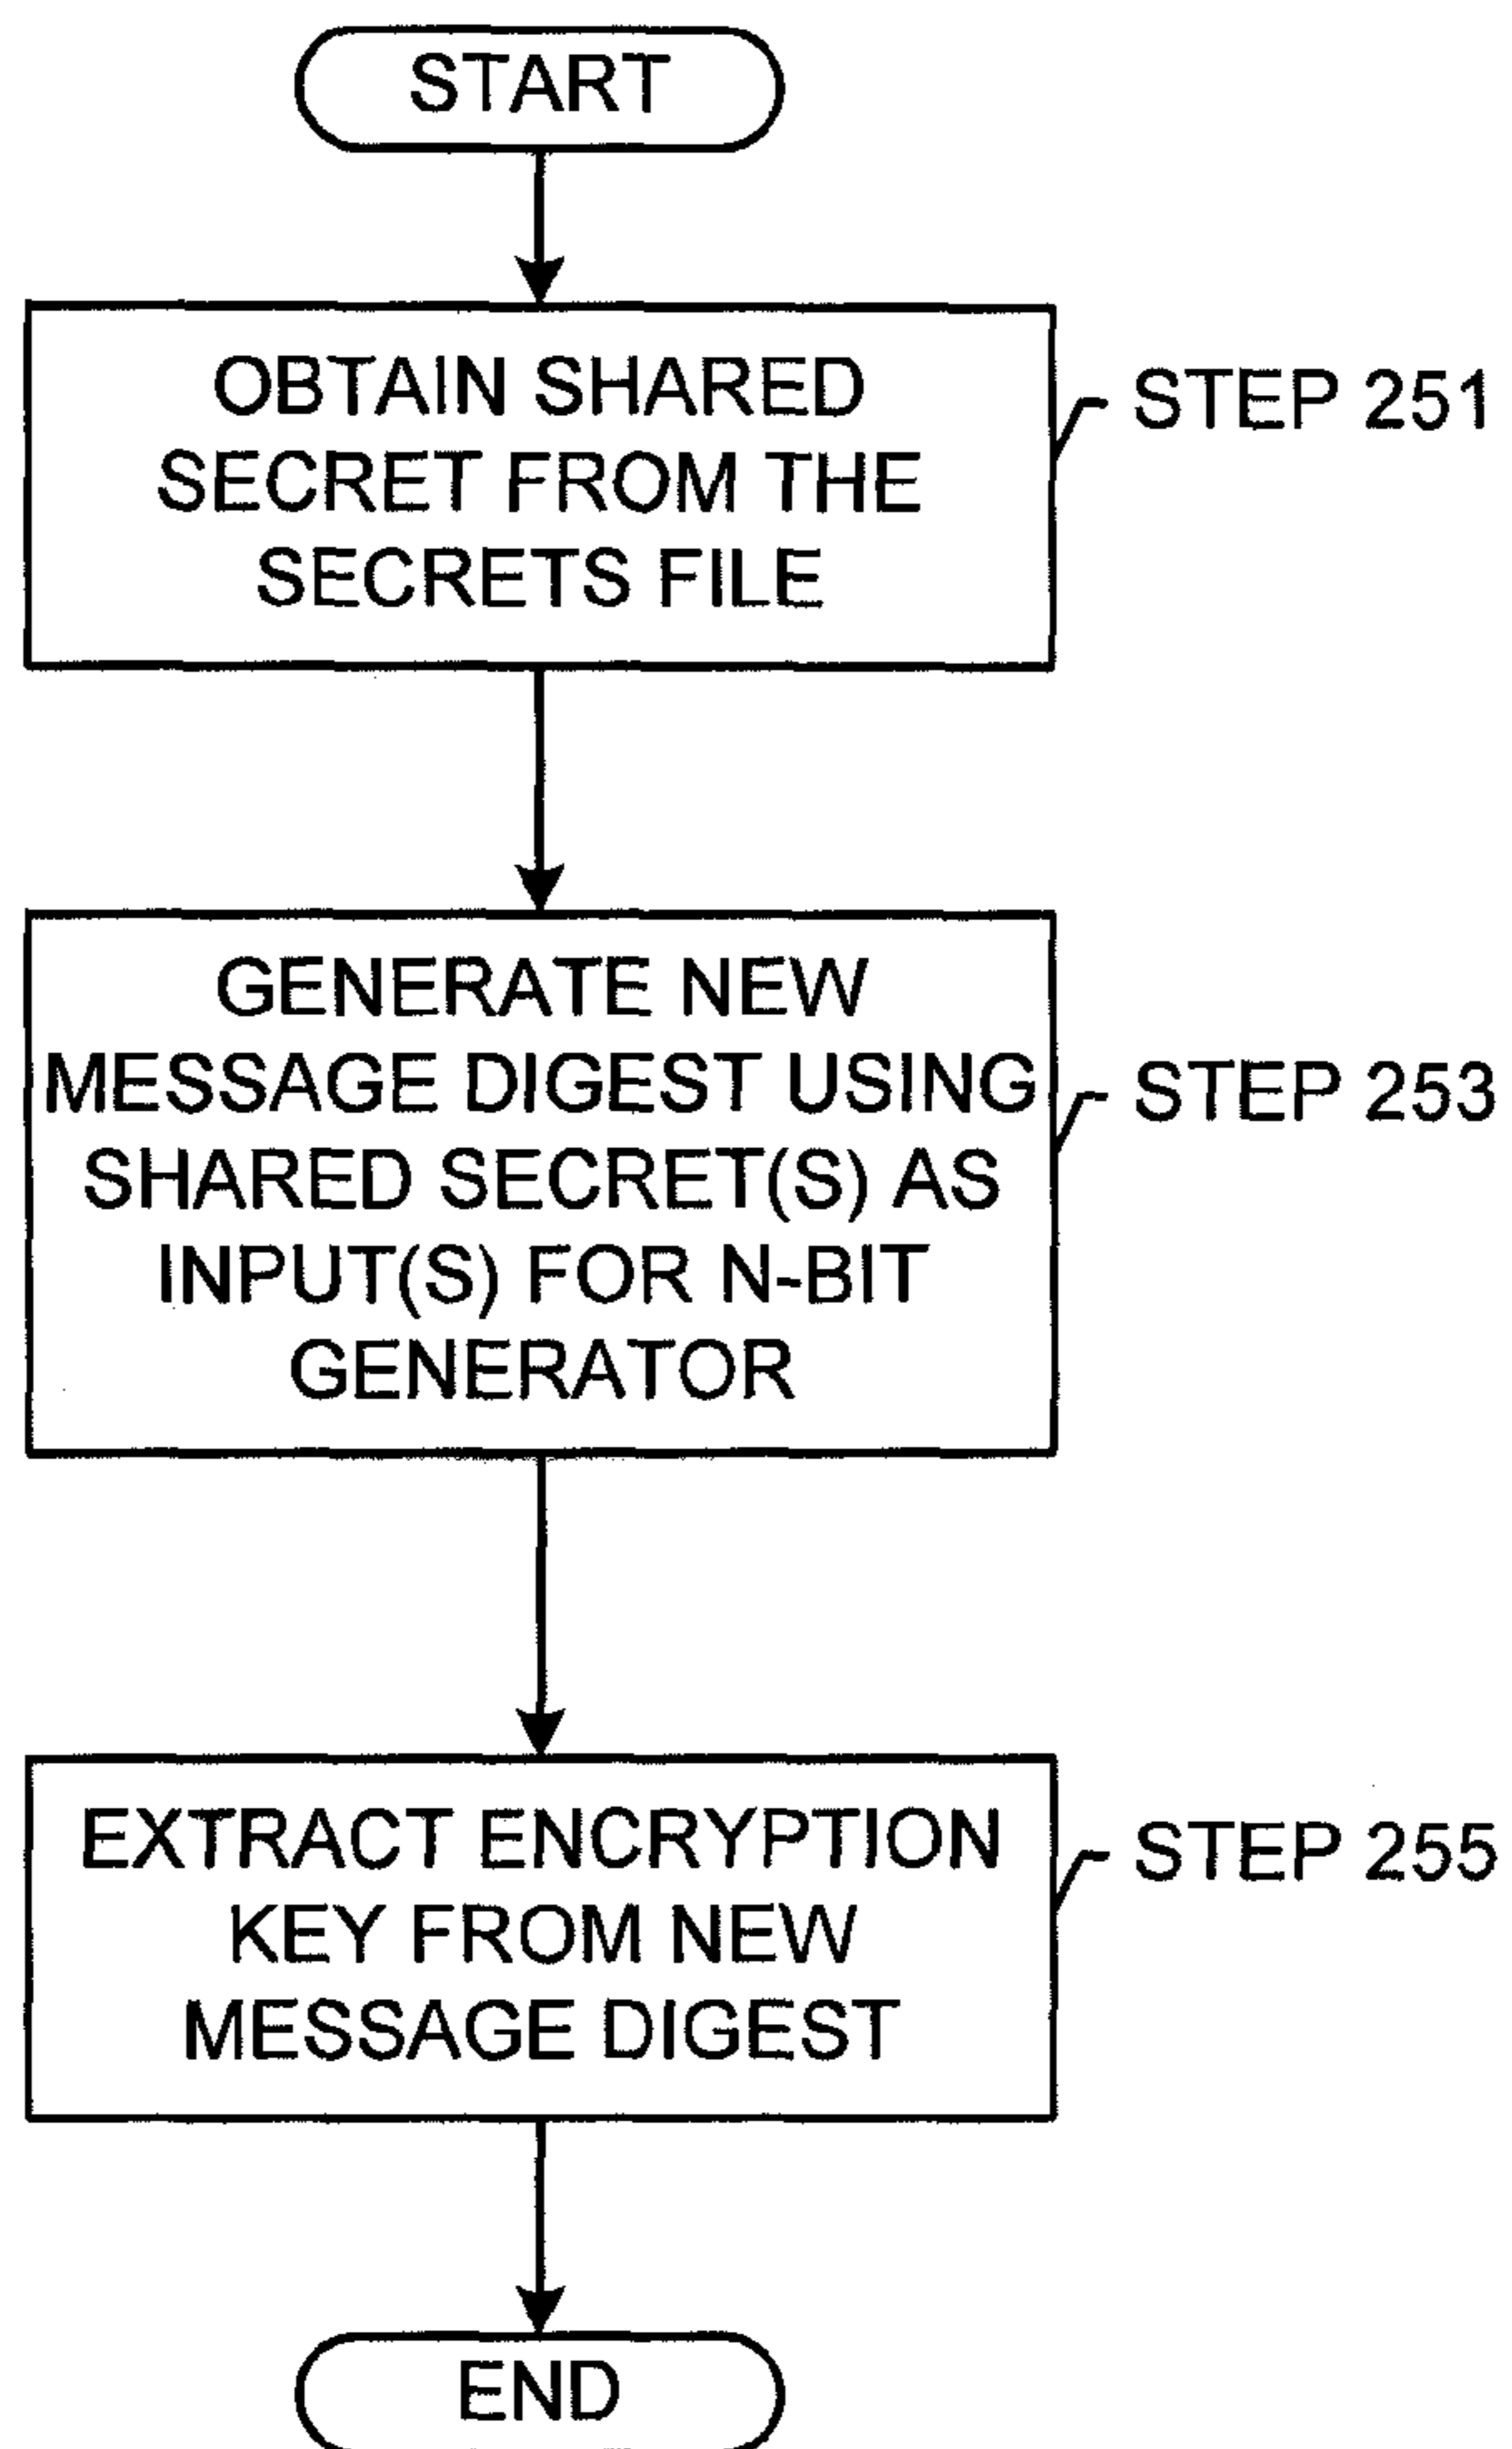 START
OBTAIN SHARED
SECRET FROM THE
SECRETS FILE
STEP 251
GENERATE NEW
MESSAGE DIGEST USING
SHARED SECRET(S) AS
INPUT(S) FOR N-BIT
GENERATOR
STEP 253
EXTRACT ENCRYPTION
KEY FROM NEW
MESSAGE DIGEST
STEP 255
END